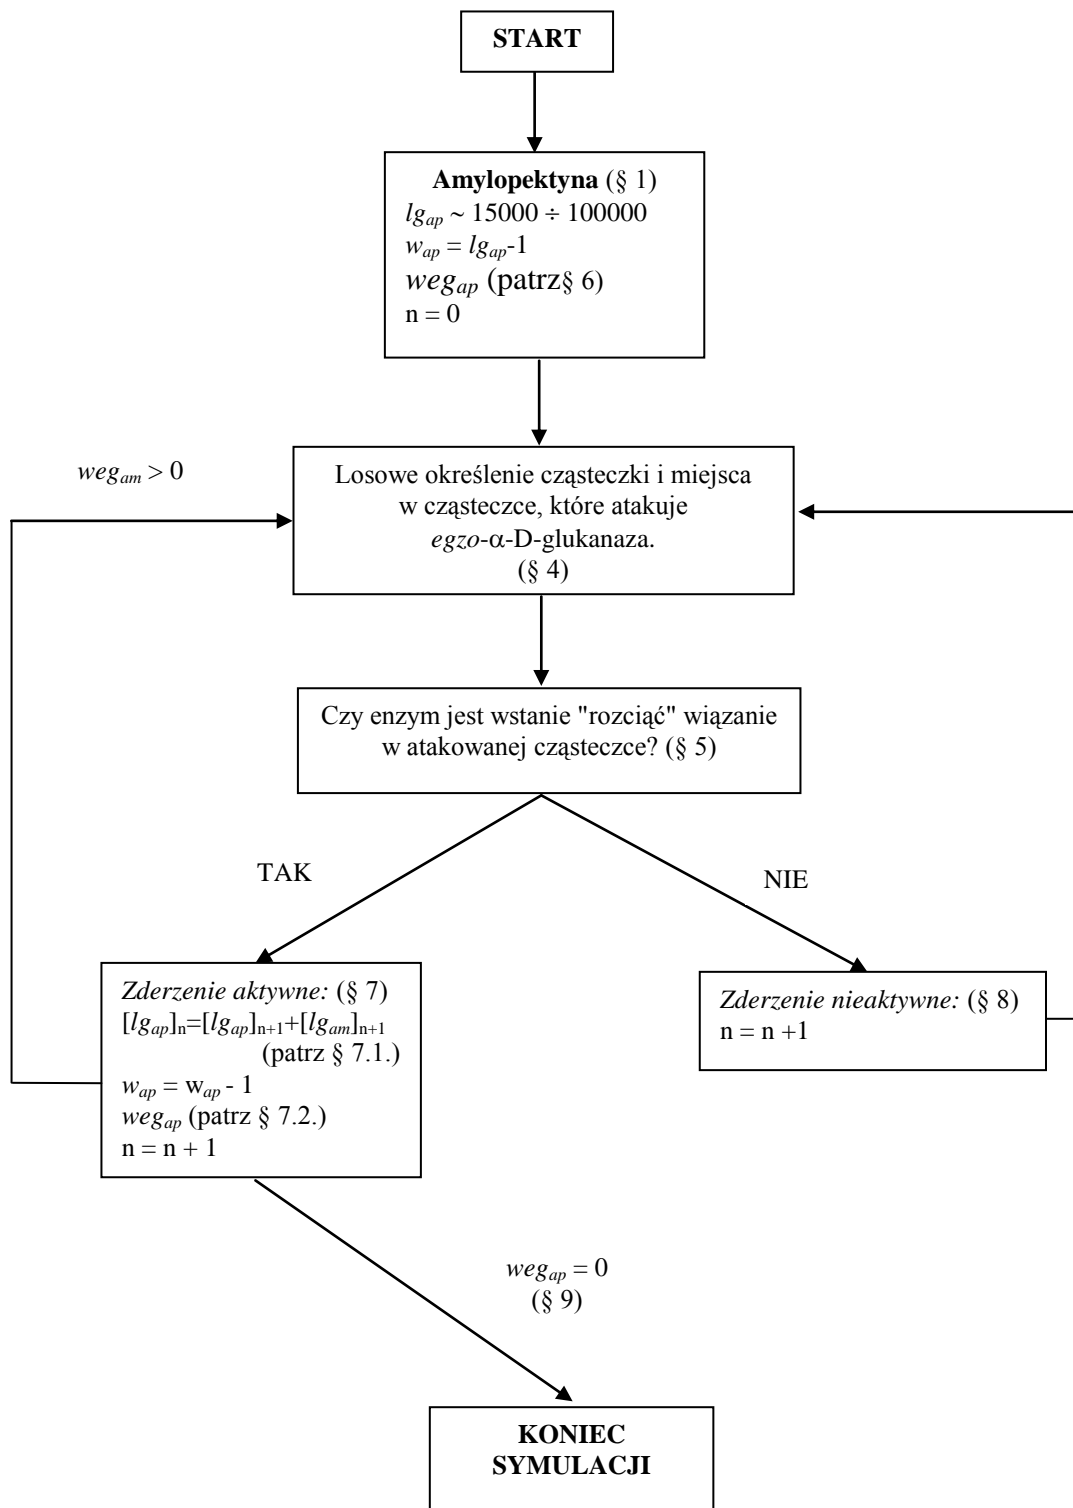 START
Amylopektyna (§ 1)
lgap ~ 15000 ÷ 100000
wap = lgap-1
wegap (patrz§ 6)
n = 0
wegam > 0
Losowe określenie cząsteczki i miejsca
w cząsteczce, które atakuje
egzo-α-D-glukanaza.
(§ 4)
Czy enzym jest wstanie "rozciąć" wiązanie
w atakowanej cząsteczce? (§ 5)
TAK
NIE
Zderzenie aktywne: (§ 7)
[lgap]n=[lgap]n+1+[lgam]n+1
(patrz § 7.1.)
wap = wap - 1
wegap (patrz § 7.2.)
n = n + 1
Zderzenie nieaktywne: (§ 8)
n = n +1
wegap = 0
(§ 9)
KONIEC
SYMULACJI